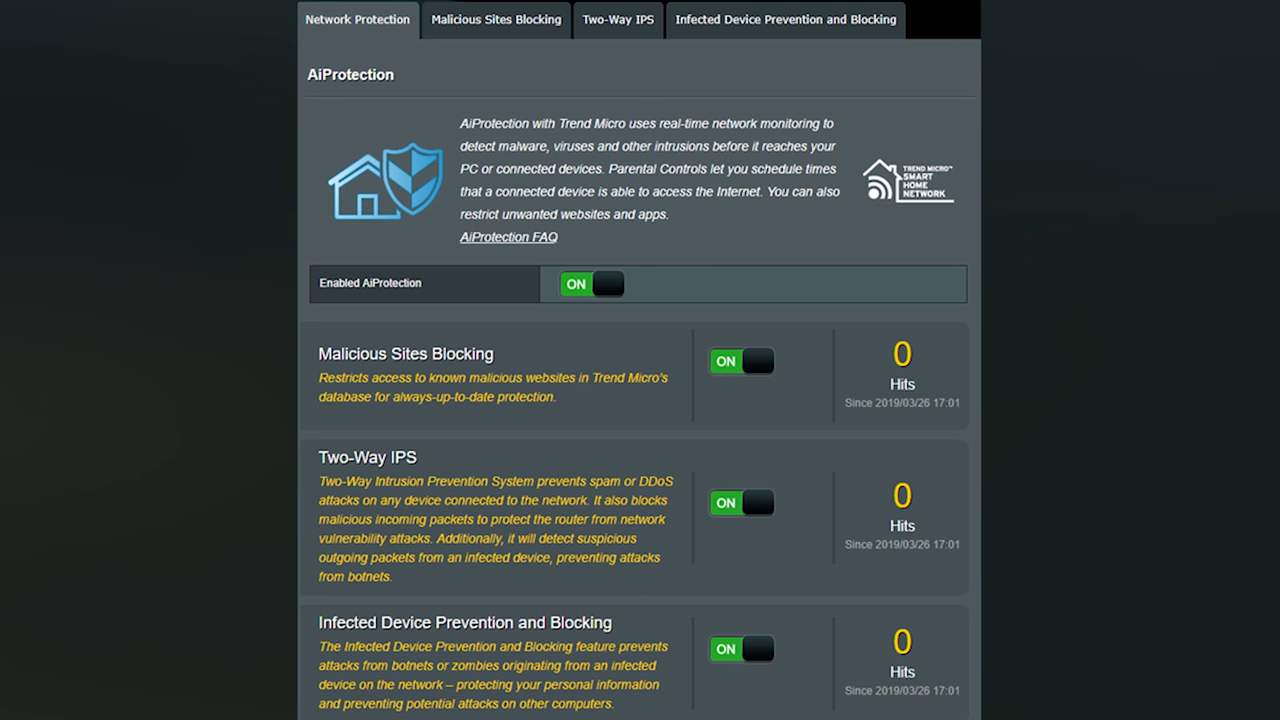 Network Protection
Malicious Sites Blocking
Two-Way IPS
Infected Device Prevention and Blocking
AiProtection
AiProtection with Trend Micro uses real-time network monitoring to
detect malware, viruses and other intrusions before it reaches your
PC or connected devices. Parental Controls let you schedule times
that a connected device is able to access the Internet. You can also
restrict unwanted websites and apps.
AiProtection FAQ
TREND MICRO™
SMART
HOME
NETWORK
Enabled AiProtection
ON
Malicious Sites Blocking
Restricts access to known malicious websites in Trend Micro's
database for always-up-to-date protection.
ON
0
Hits
Since 2019/03/26 17:01
Two-Way IPS
Two-Way Intrusion Prevention System prevents spam or DDoS
attacks on any device connected to the network. It also blocks
malicious incoming packets to protect the router from network
vulnerability attacks. Additionally, it will detect suspicious
outgoing packets from an infected device, preventing attacks
from botnets.
ON
0
Hits
Since 2019/03/26 17:01
Infected Device Prevention and Blocking
The Infected Device Prevention and Blocking feature prevents
attacks from botnets or zombies originating from an infected
device on the network – protecting your personal information
and preventing potential attacks on other computers.
ON
0
Hits
Since 2019/03/26 17:01